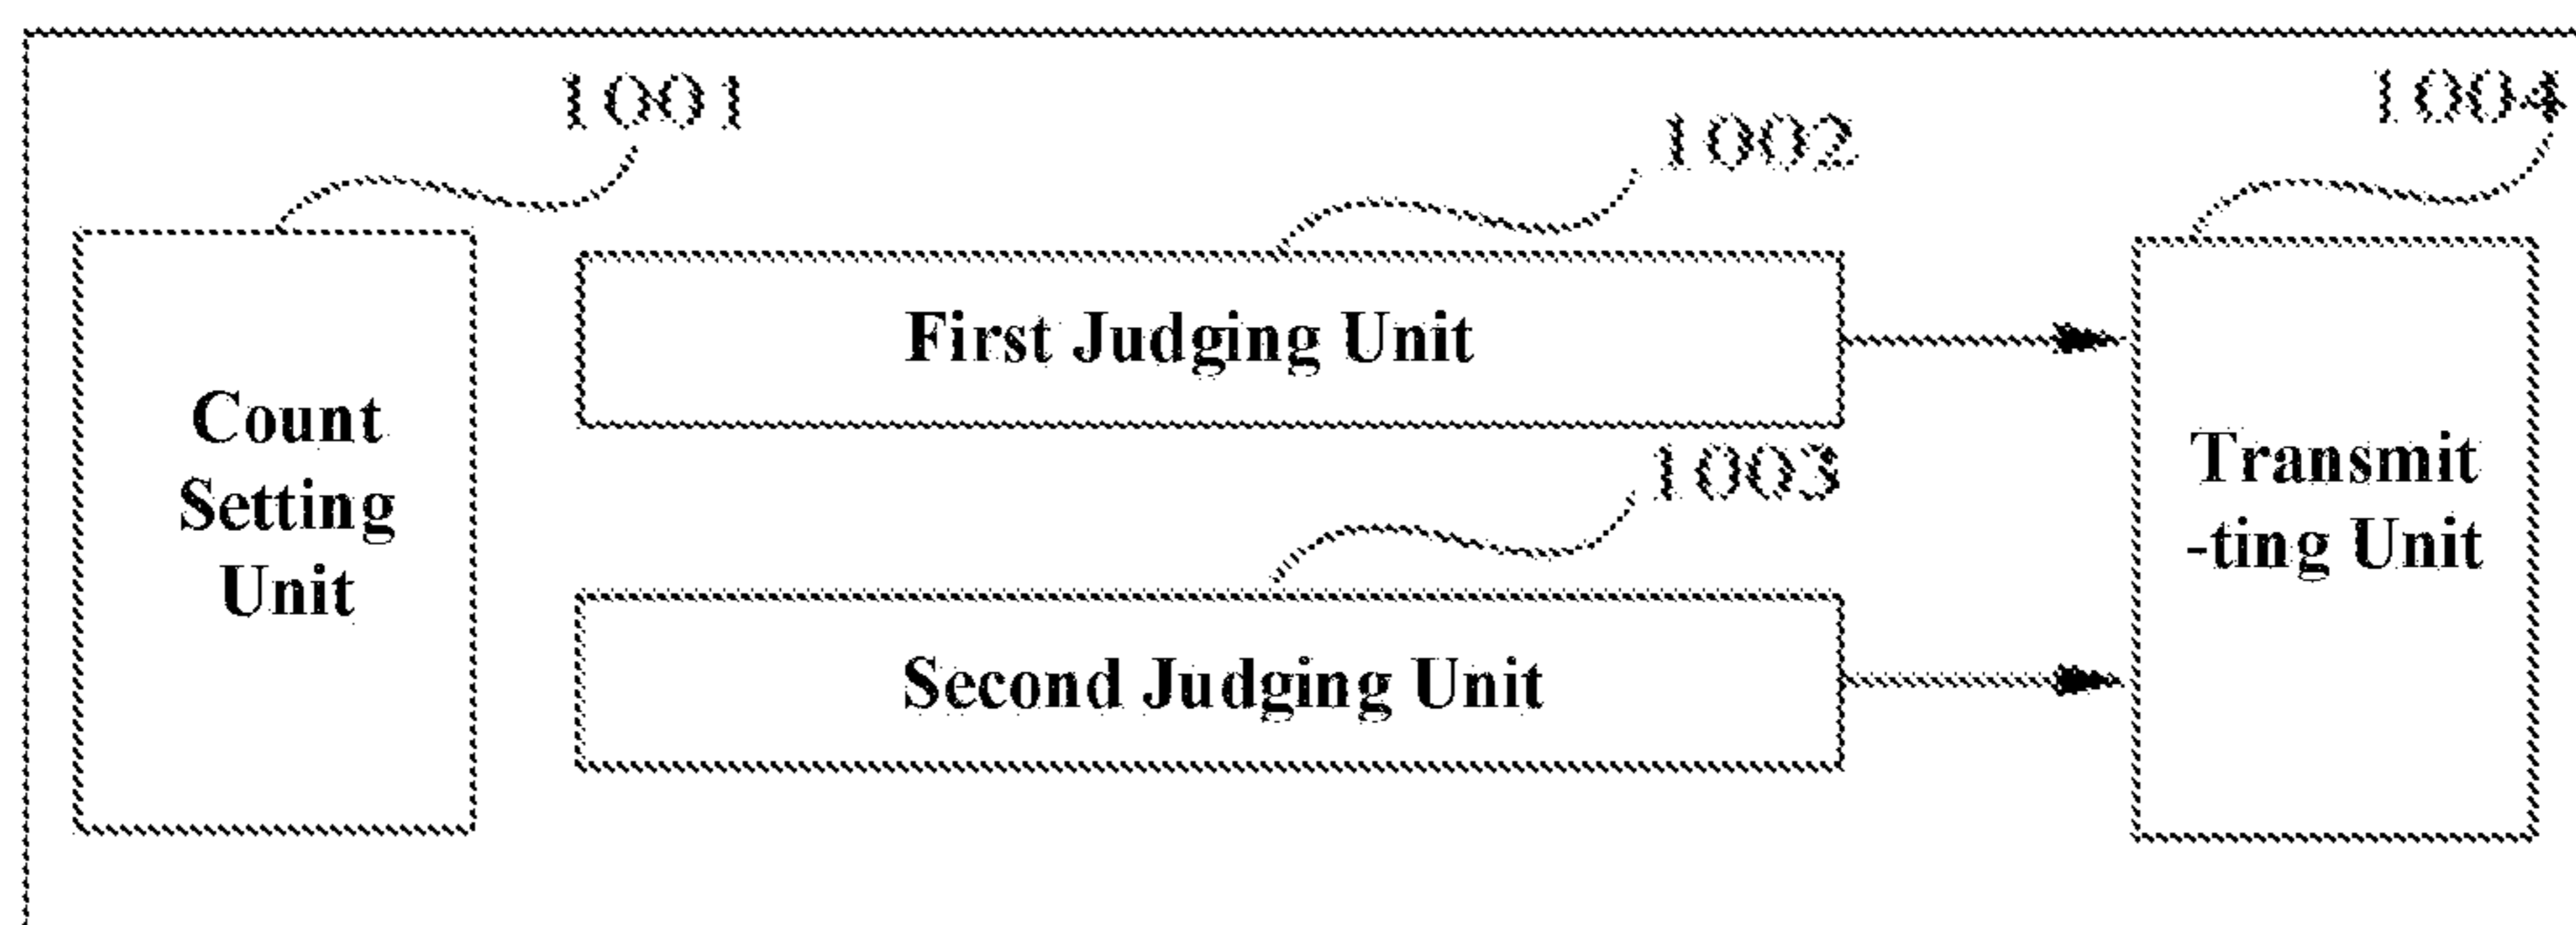 1001
1002
1004
Count
Setting
Unit
First Judging Unit
1003
Second Judging Unit
Transmit
-ting Unit